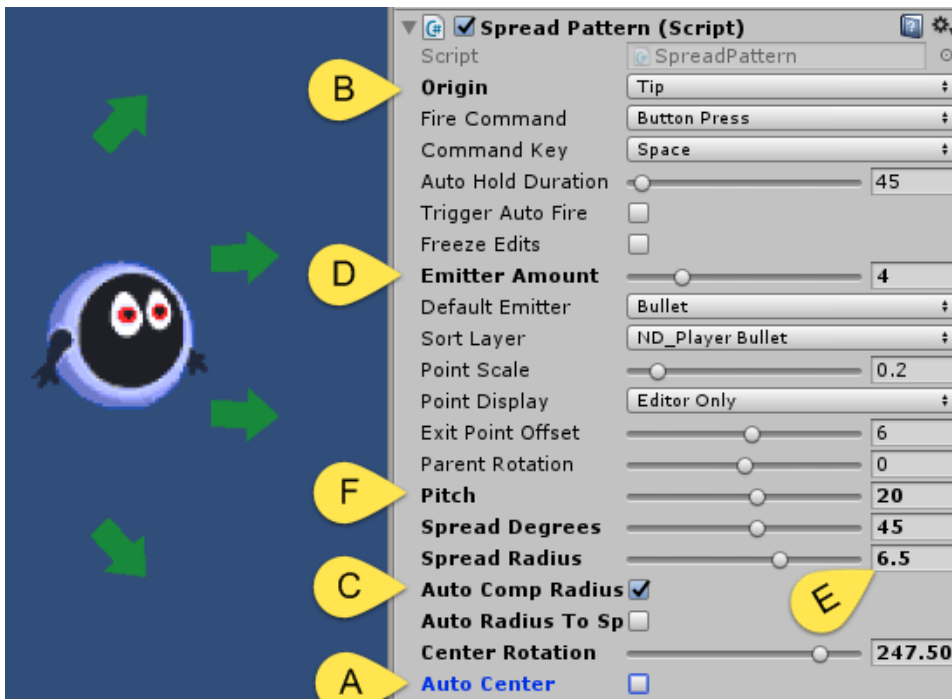 Spread Pattern (Script)
Script SpreadPattern
B Origin Tip
Fire Command Button Press
Command Key Space
Auto Hold Duration 45
Trigger Auto Fire
Freeze Edits
D Emitter Amount 4
Default Emitter Bullet
Sort Layer ND_Player Bullet
Point Scale 0.2
Point Display Editor Only
Exit Point Offset 6
Parent Rotation 0
F Pitch 20
Spread Degrees 45
Spread Radius 6.5
C Auto Comp Radius E
Auto Radius To Sp
Center Rotation 247.50
A Auto Center